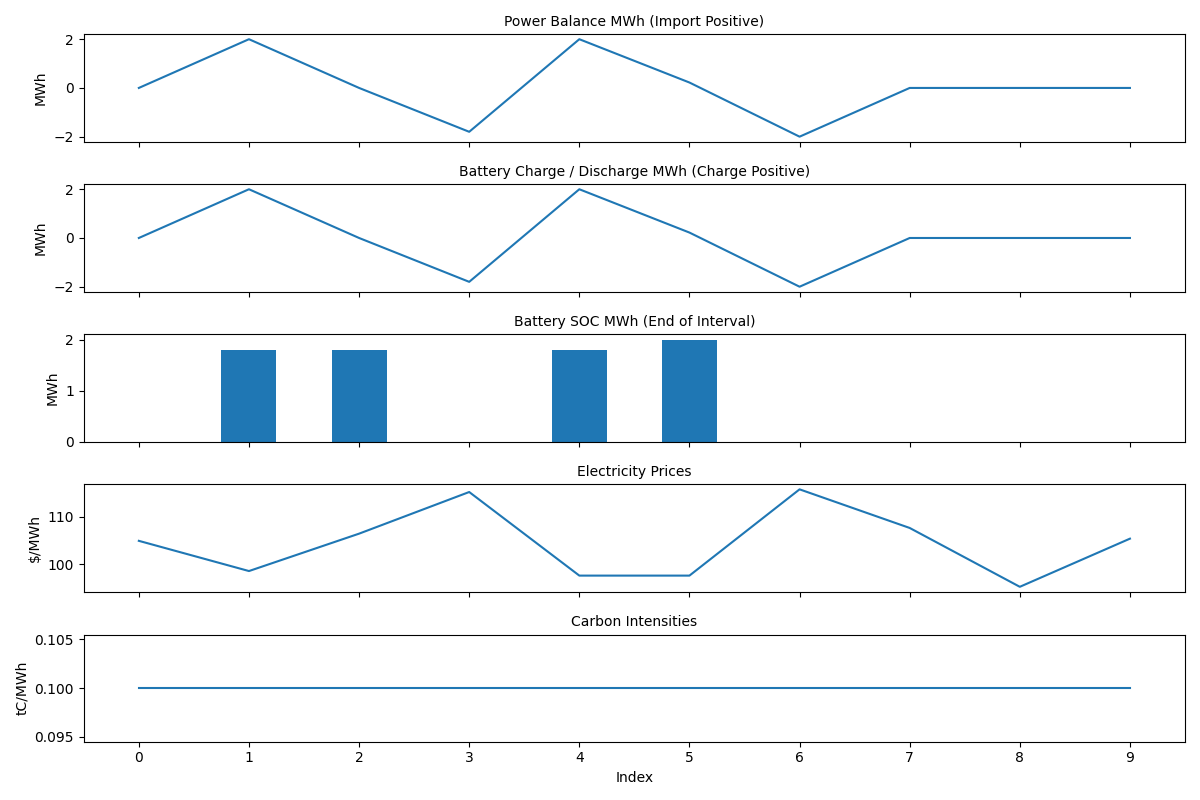 Power Balance MWh (Import Positive)
MWh
2
0
−2
Battery Charge / Discharge MWh (Charge Positive)
MWh
2
0
−2
Battery SOC MWh (End of Interval)
MWh
2
1
0
Electricity Prices
$/MWh
110
100
Carbon Intensities
tC/MWh
0.105
0.100
0.095
0 1 2 3 4 5 6 7 8 9
Index